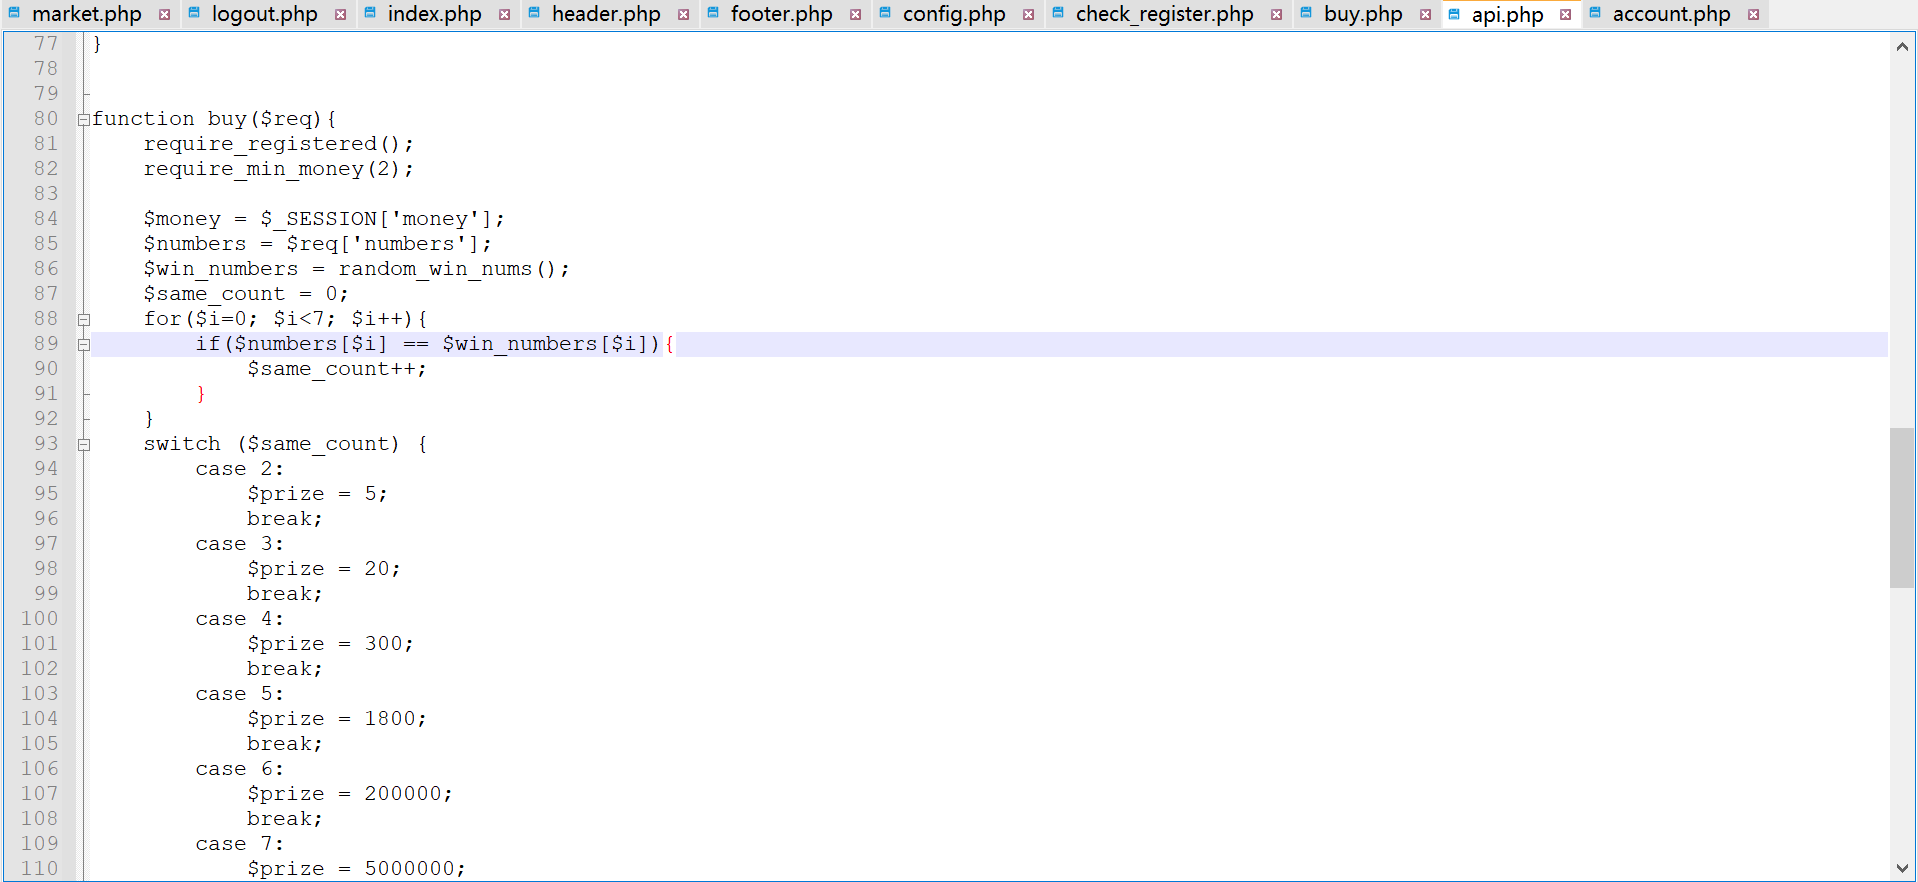 market.php logout.php index.php header.php footer.php config.php check_register.php buy.php api.php account.php
77 }
78
79
80 function buy($req){
81     require_registered();
82     require_min_money(2);
83
84     $money = $_SESSION['money'];
85     $numbers = $req['numbers'];
86     $win_numbers = random_win_nums();
87     $same_count = 0;
88     for($i=0; $i<7; $i++){
89         if($numbers[$i] == $win_numbers[$i]){
90             $same_count++;
91         }
92     }
93     switch ($same_count) {
94         case 2:
95             $prize = 5;
96             break;
97         case 3:
98             $prize = 20;
99             break;
100         case 4:
101             $prize = 300;
102             break;
103         case 5:
104             $prize = 1800;
105             break;
106         case 6:
107             $prize = 200000;
108             break;
109         case 7:
110             $prize = 5000000;